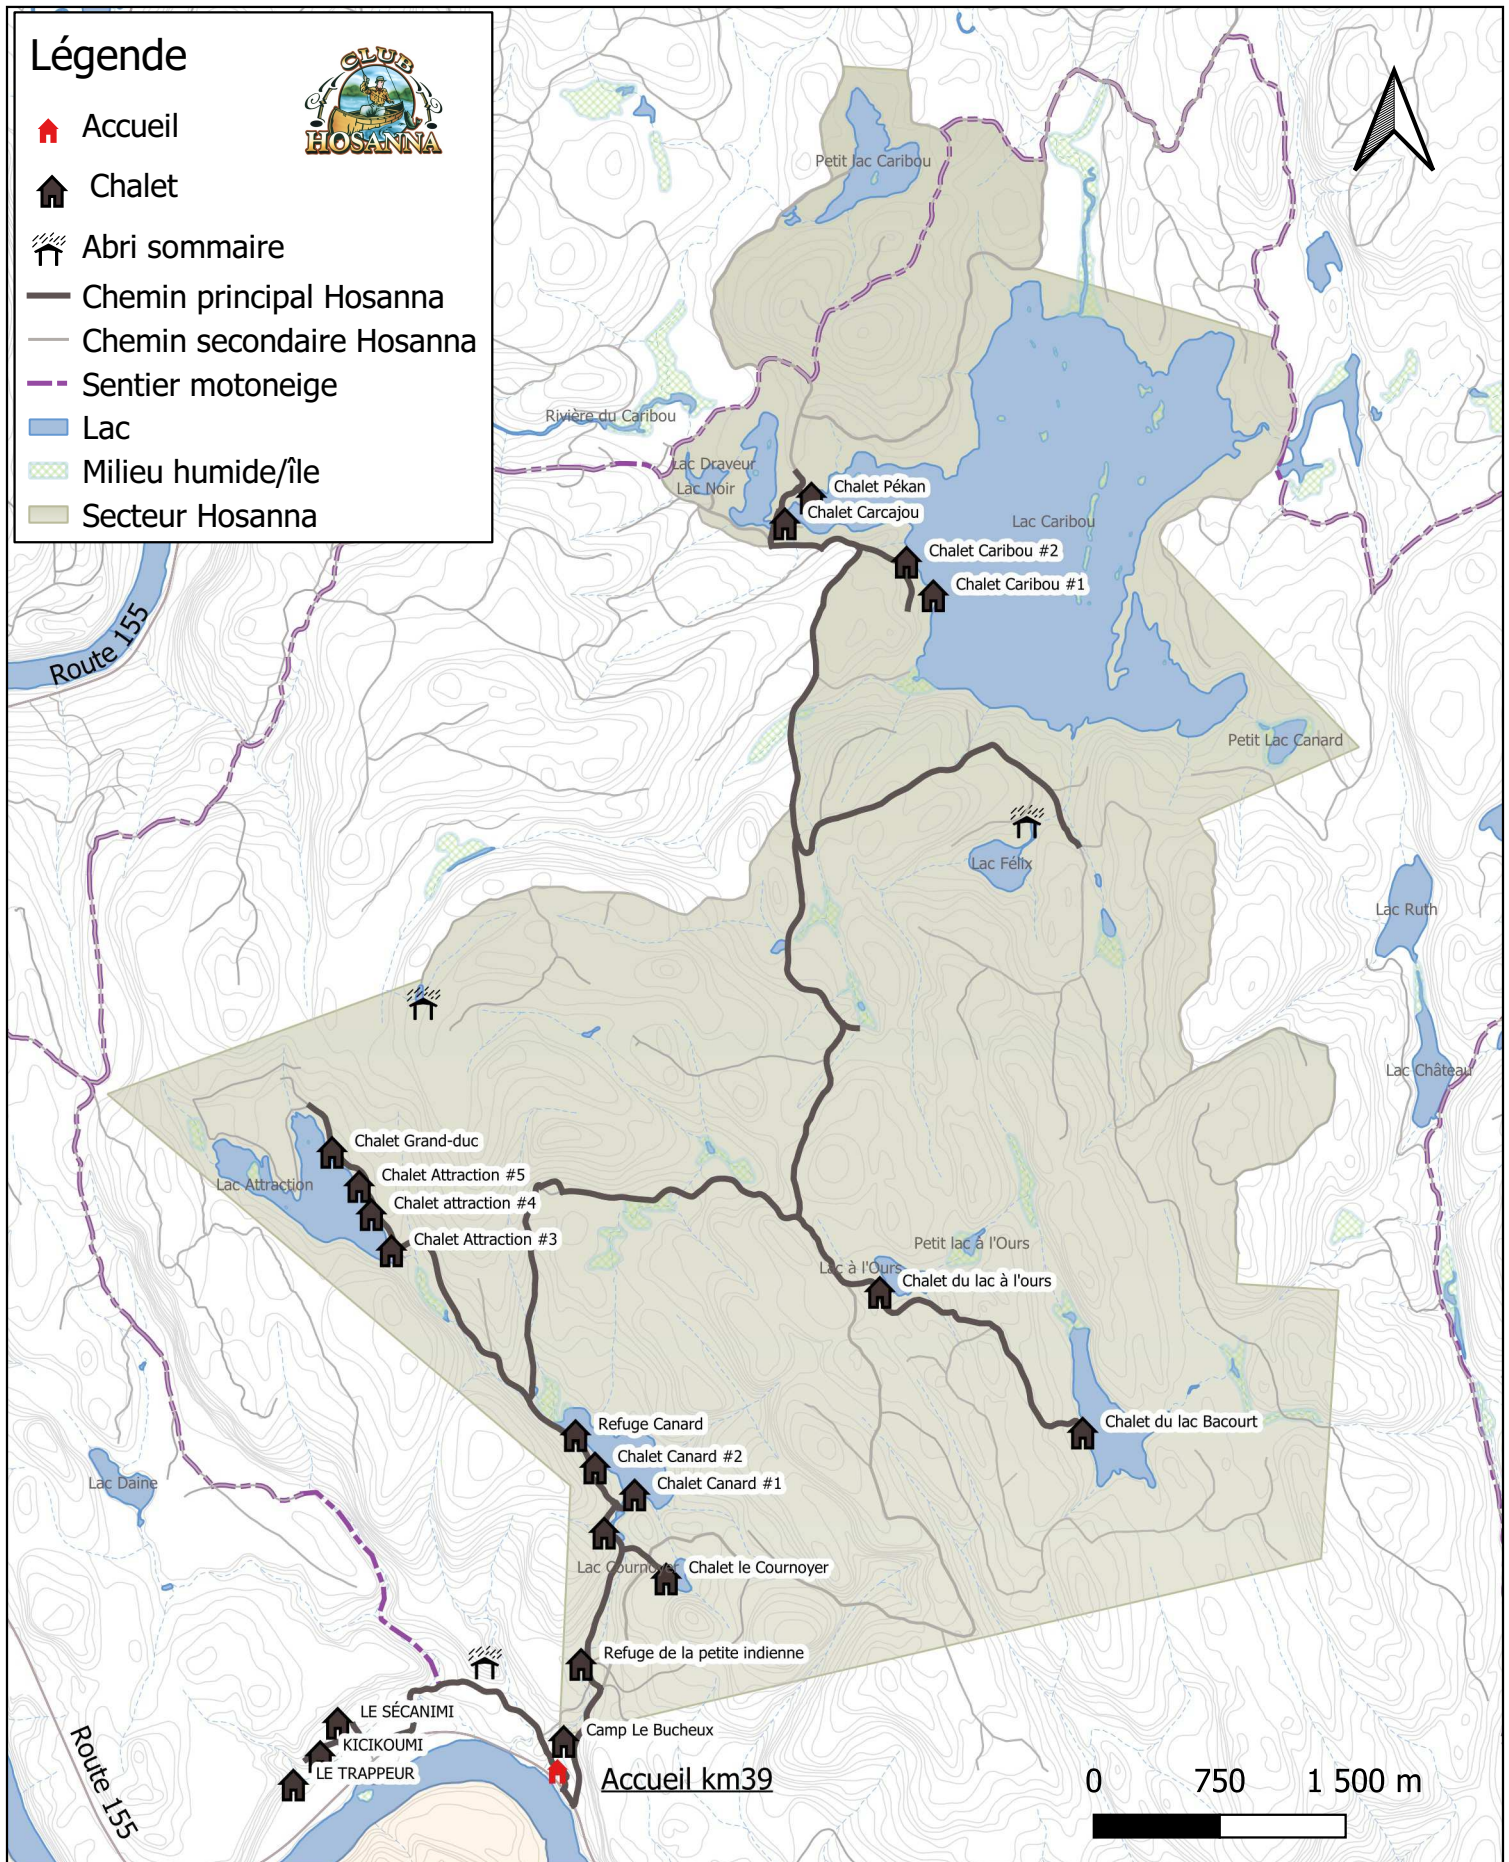 Légende
CLUB
HOSANNA
Accueil
Chalet
Abri sommaire
Chemin principal Hosanna
Chemin secondaire Hosanna
Sentier motoneige
Lac
Milieu humide/île
Secteur Hosanna
Petit lac Caribou
Rivière du Caribou
Lac Draveur
Lac Noir
Chalet Pékan
Chalet Carcajou
Lac Caribou
Chalet Caribou #2
Chalet Caribou #1
Route 155
Petit Lac Canard
Lac Félix
Lac Ruth
Lac Château
Chalet Grand-duc
Chalet Attraction #5
Lac Attraction
Chalet attraction #4
Chalet Attraction #3
Petit lac à l'Ours
Lac à l'Ours
Chalet du lac à l'ours
Refuge Canard
Chalet du lac Bacourt
Chalet Canard #2
Chalet Canard #1
Lac Daine
Lac Cournoyer
Chalet le Cournoyer
Refuge de la petite indienne
LE SÉCANIMI
KICIKOUMI
LE TRAPPEUR
Camp Le Bucheux
Accueil km39
Route 155
0 750 1 500 m